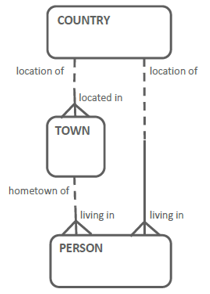 COUNTRY
location of
location of
located in
TOWN
hometown of
living in
living in
PERSON